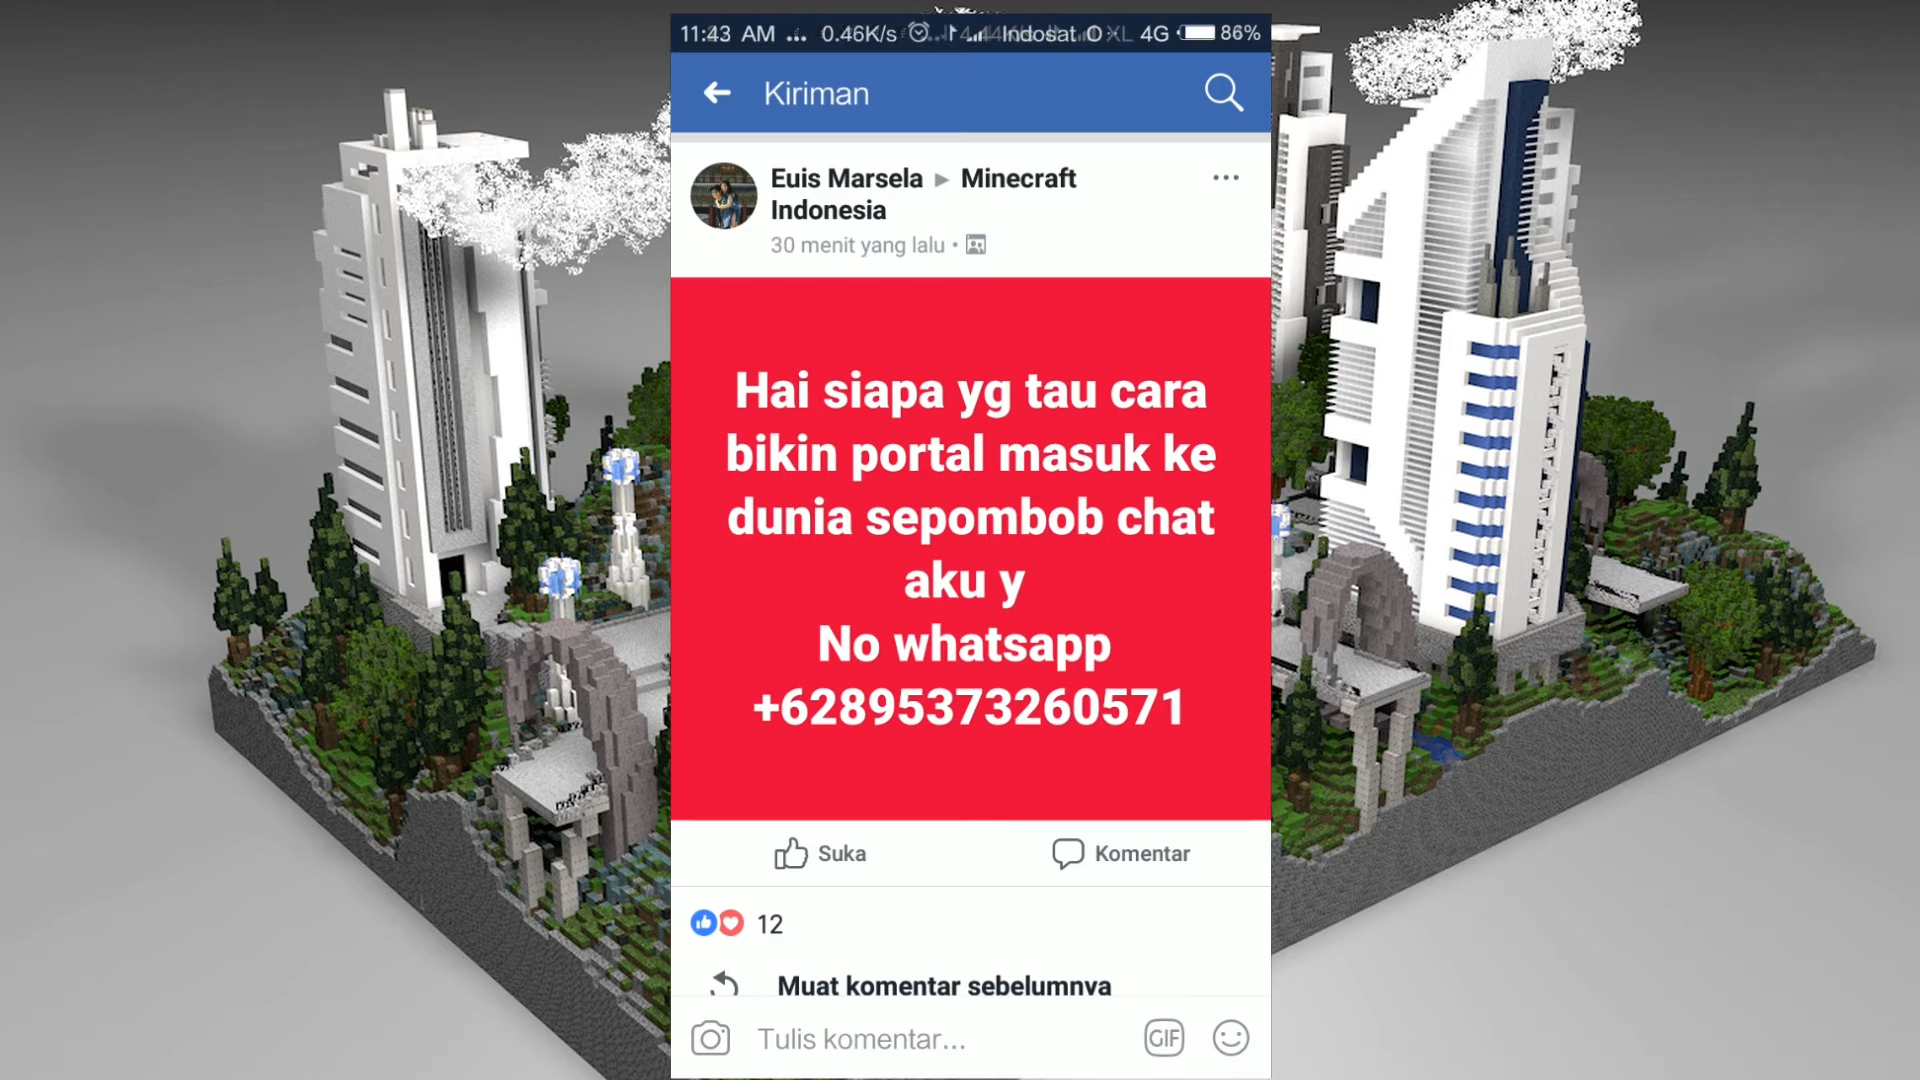 11:43 AM ... 0.46K/s Indosat XL 4G 86%
Kiriman
Euis Marsela ▸ Minecraft
Indonesia
30 menit yang lalu •
Hai siapa yg tau cara
bikin portal masuk ke
dunia sepombob chat
aku y
No whatsapp
+62895373260571
Suka
Komentar
12
Muat komentar sebelumnya
Tulis komentar...
GIF